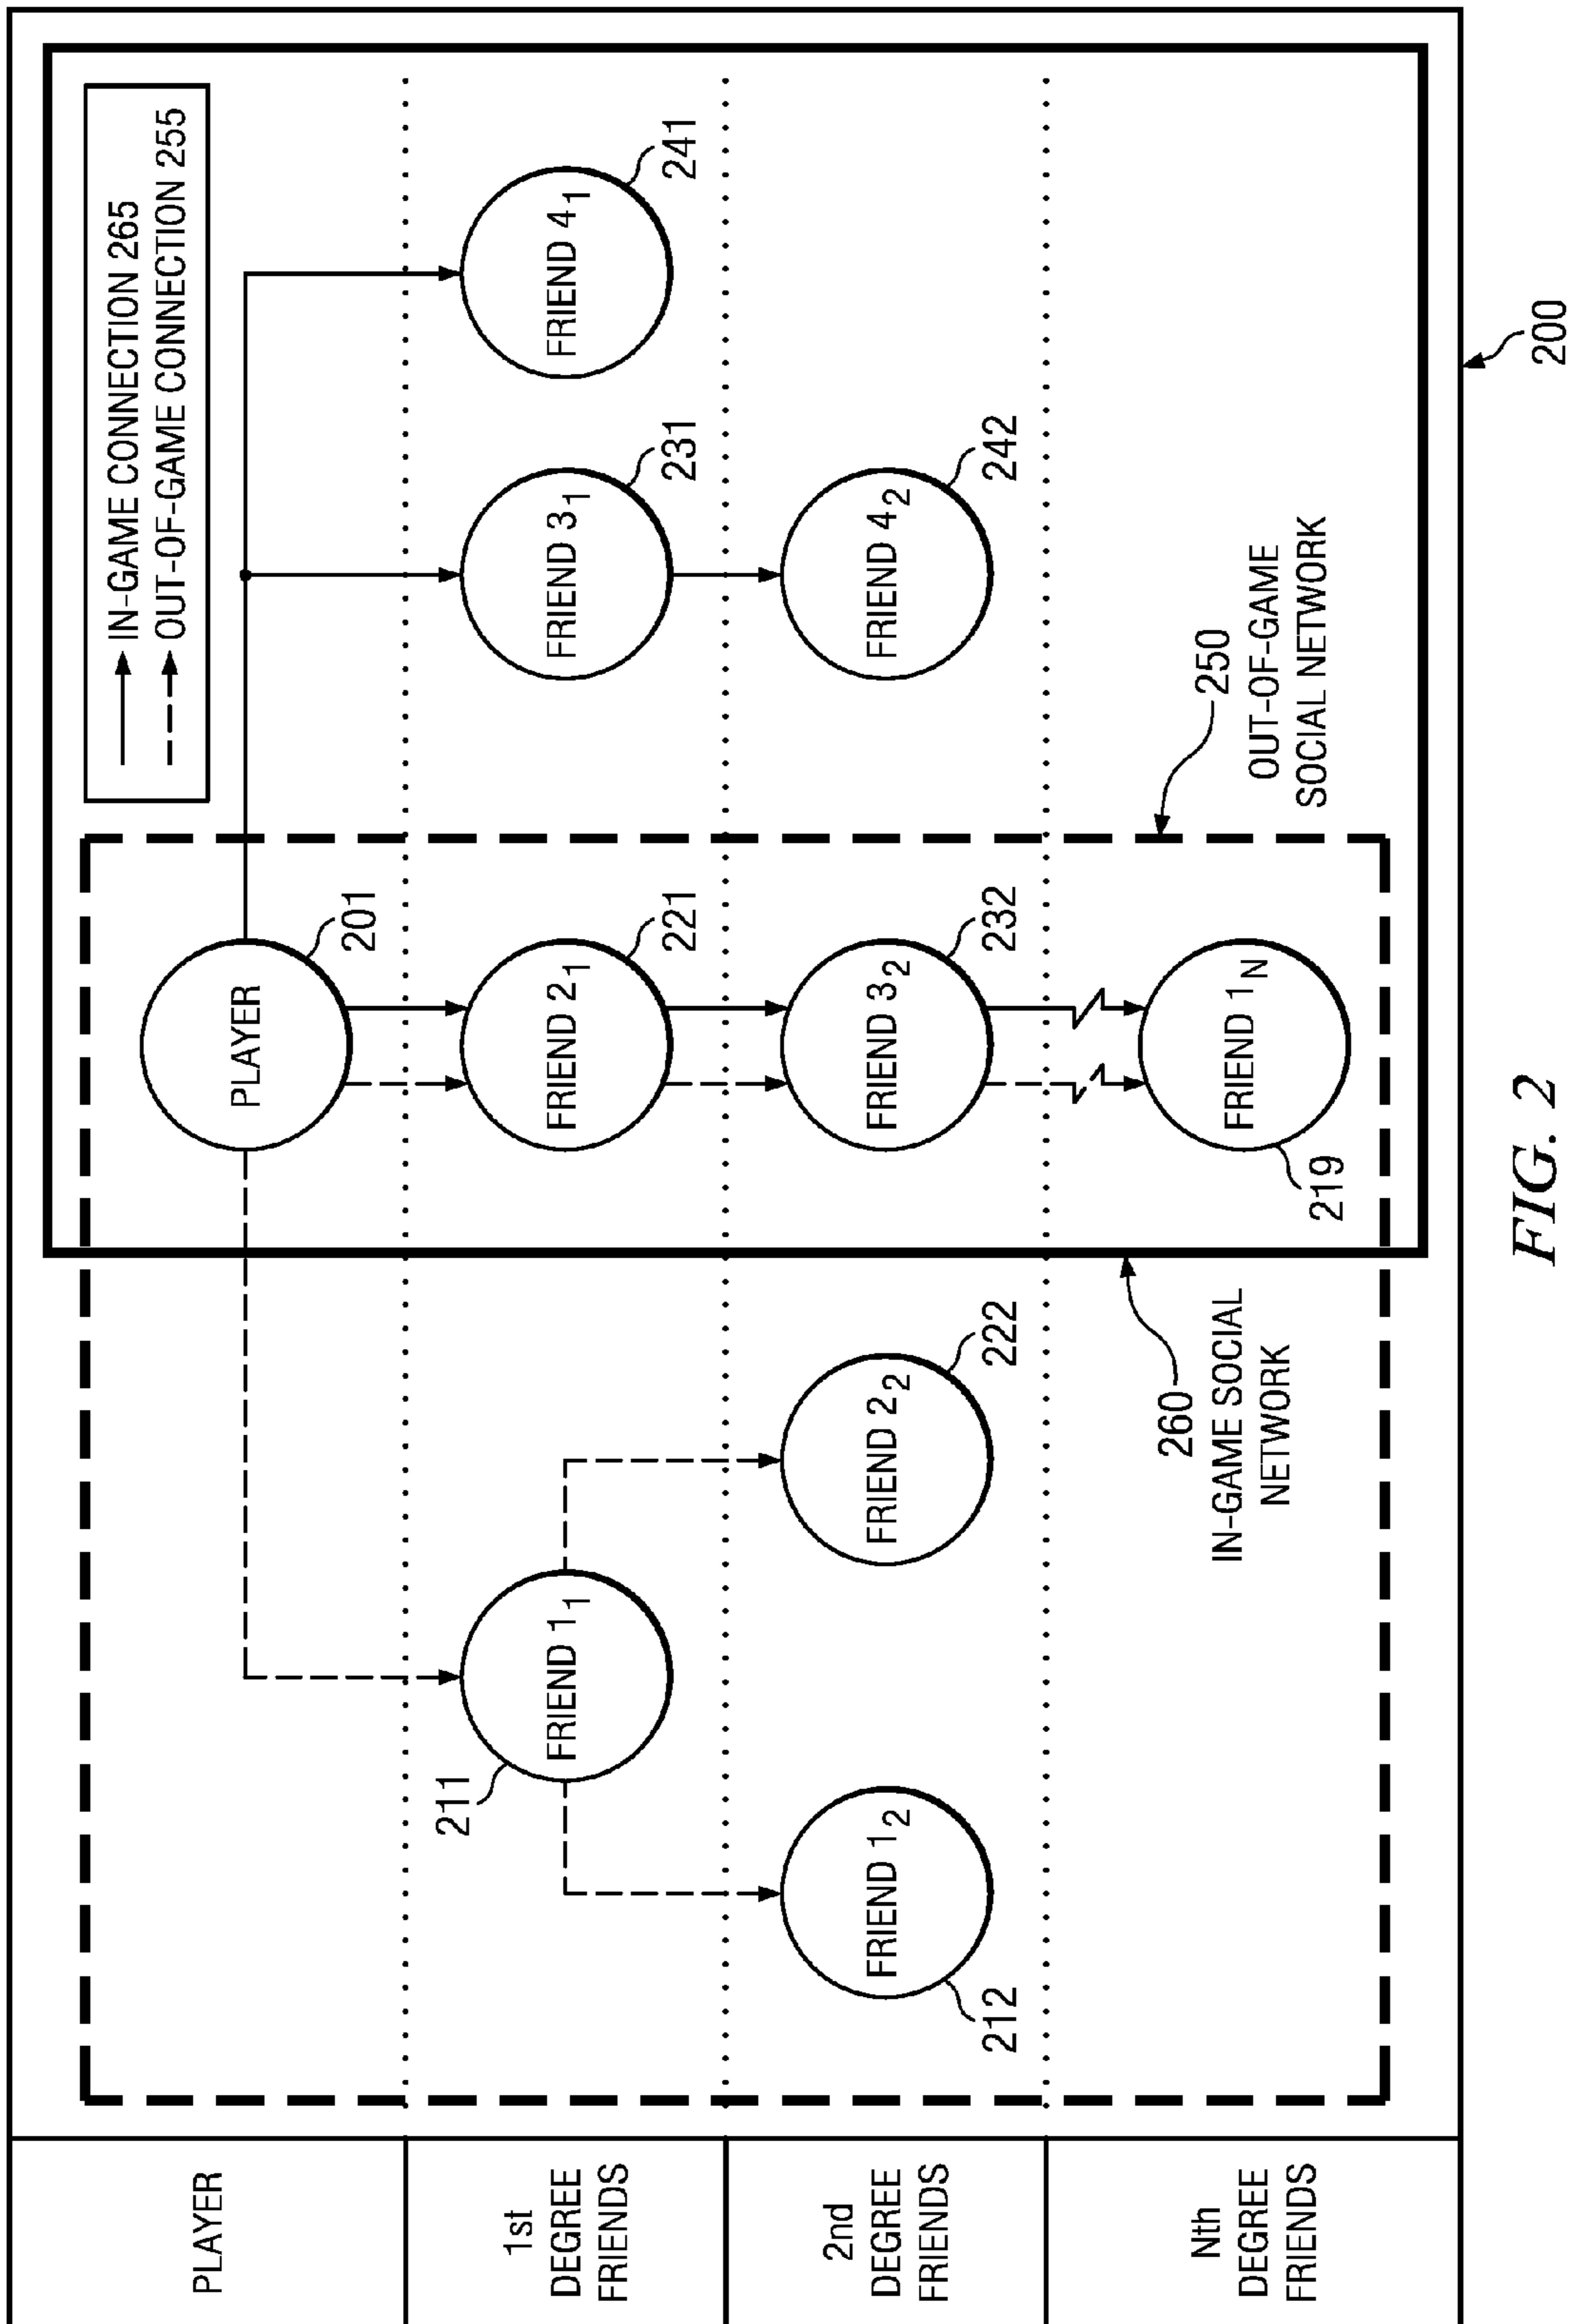 PLAYER
1st
DEGREE
FRIENDS
2nd
DEGREE
FRIENDS
Nth
DEGREE
FRIENDS
IN-GAME CONNECTION 265
OUT-OF-GAME CONNECTION 255
PLAYER
201
211
FRIEND 1₁
FRIEND 2₁
221
FRIEND 3₁
231
FRIEND 4₁
241
212
FRIEND 1₂
FRIEND 2₂
222
FRIEND 3₂
232
FRIEND 4₂
242
260
IN-GAME SOCIAL
NETWORK
219
FRIEND 1N
250
OUT-OF-GAME
SOCIAL NETWORK
200
FIG. 2